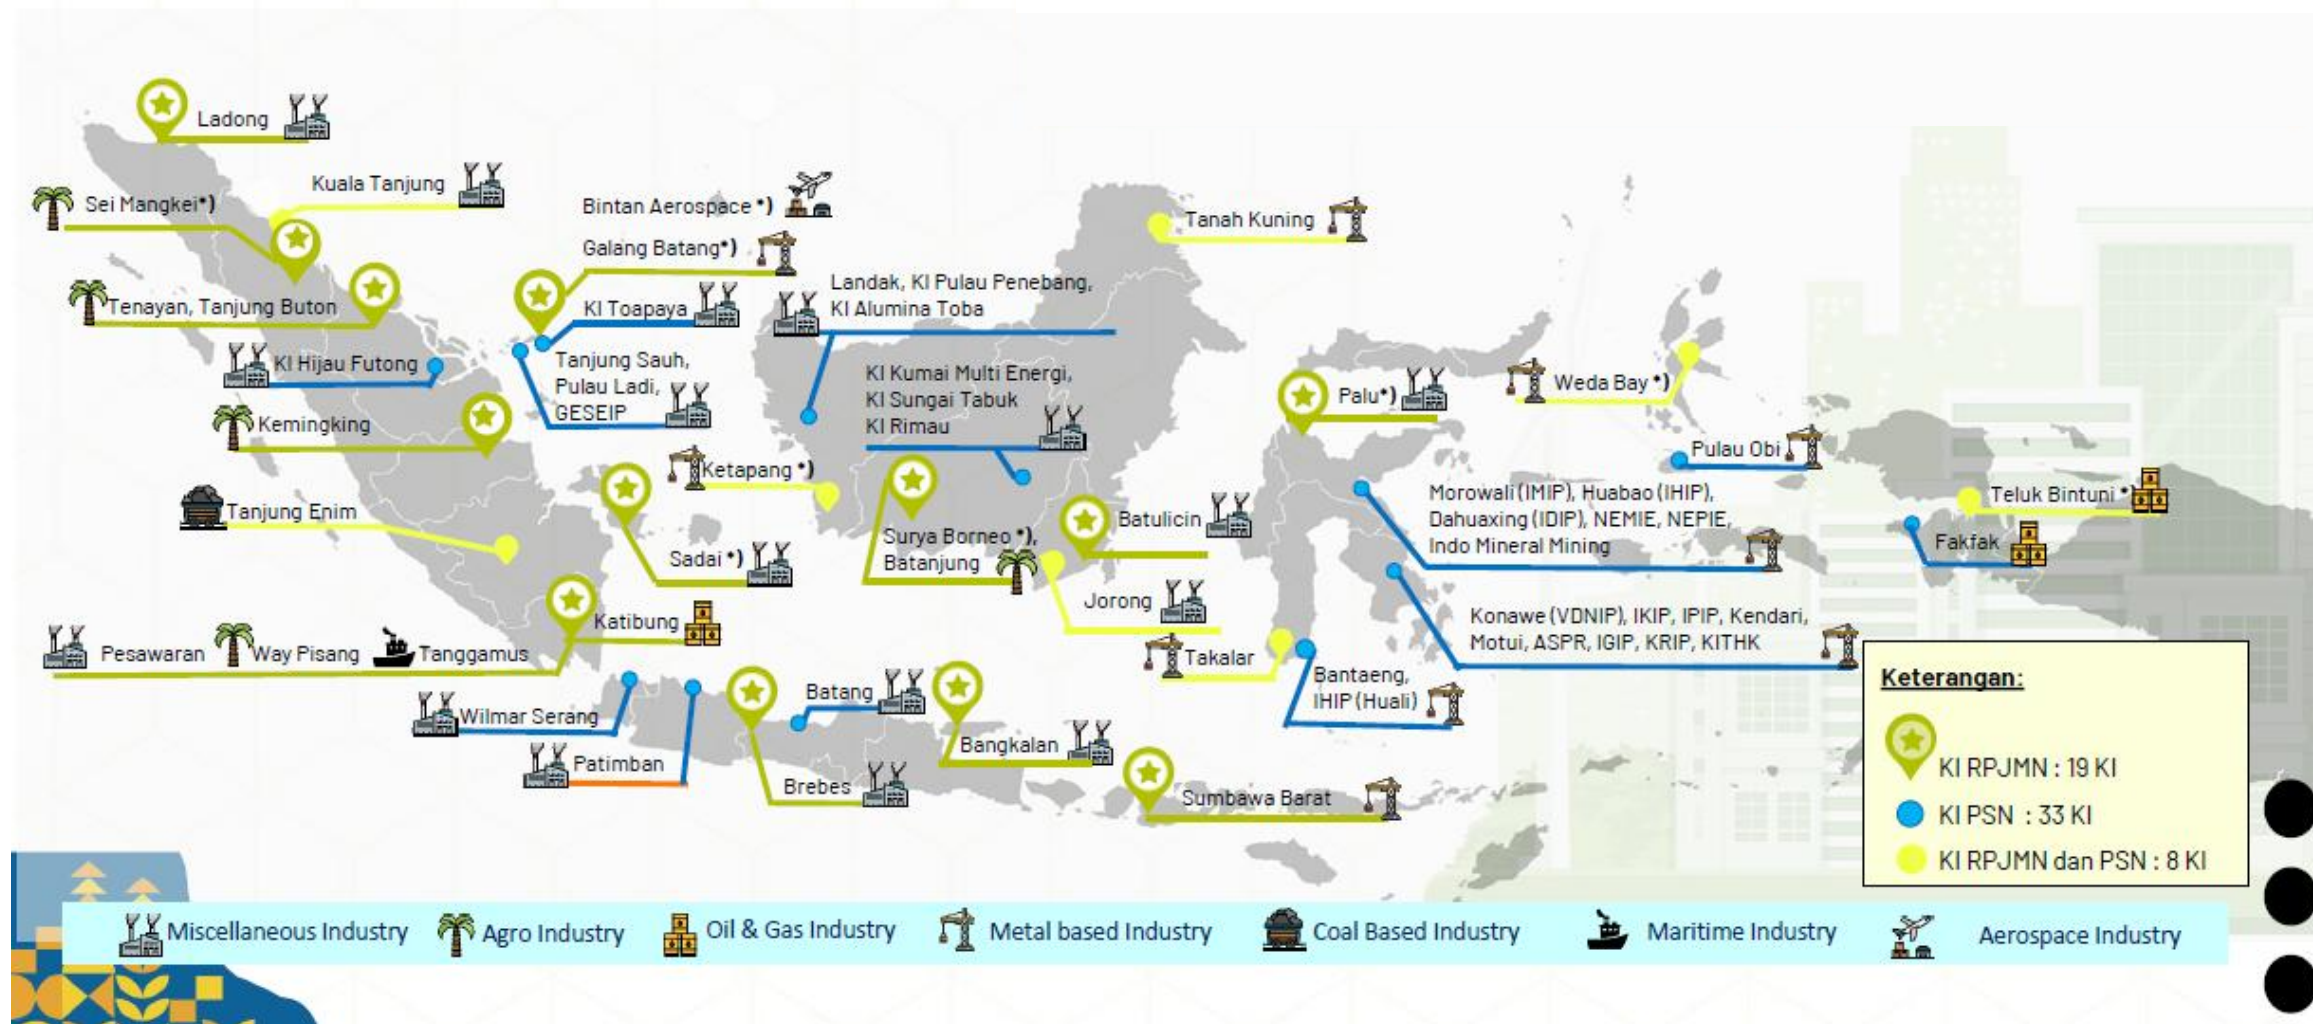 Ladong
Kuala Tanjung
Sei Mangkei*)
Bintan Aerospace *)
Galang Batang*)
Tanah Kuning
Tenayan, Tanjung Buton
KI Toapaya
Landak, KI Pulau Penebang,
KI Alumina Toba
KI Hijau Futong
Tanjung Sauh,
Pulau Ladi,
GESEIP
KI Kumai Multi Energi,
KI Sungai Tabuk
KI Rimau
Palu*)
Weda Bay *)
Kemingking
Ketapang *)
Pulau Obi
Tanjung Enim
Sadai *)
Surya Borneo *),
Batanjung
Batulicin
Morowali (IMIP), Huabao (IHIP),
Dahuaxing (IDIP), NEMIE, NEPIE,
Indo Mineral Mining
Teluk Bintuni *)
Fakfak
Jorong
Katibung
Konawe (VDNIP), IKIP, IPIP, Kendari,
Motui, ASPR, IGIP, KRIP, KITHK
Pesawaran
Way Pisang
Tanggamus
Takalar
Bantaeng,
IHIP (Huali)
Wilmar Serang
Batang
Patimban
Bangkalan
Brebes
Sumbawa Barat
Keterangan:
KI RPJMN : 19 KI
KI PSN : 33 KI
KI RPJMN dan PSN : 8 KI
Miscellaneous Industry
Agro Industry
Oil & Gas Industry
Metal based Industry
Coal Based Industry
Maritime Industry
Aerospace Industry